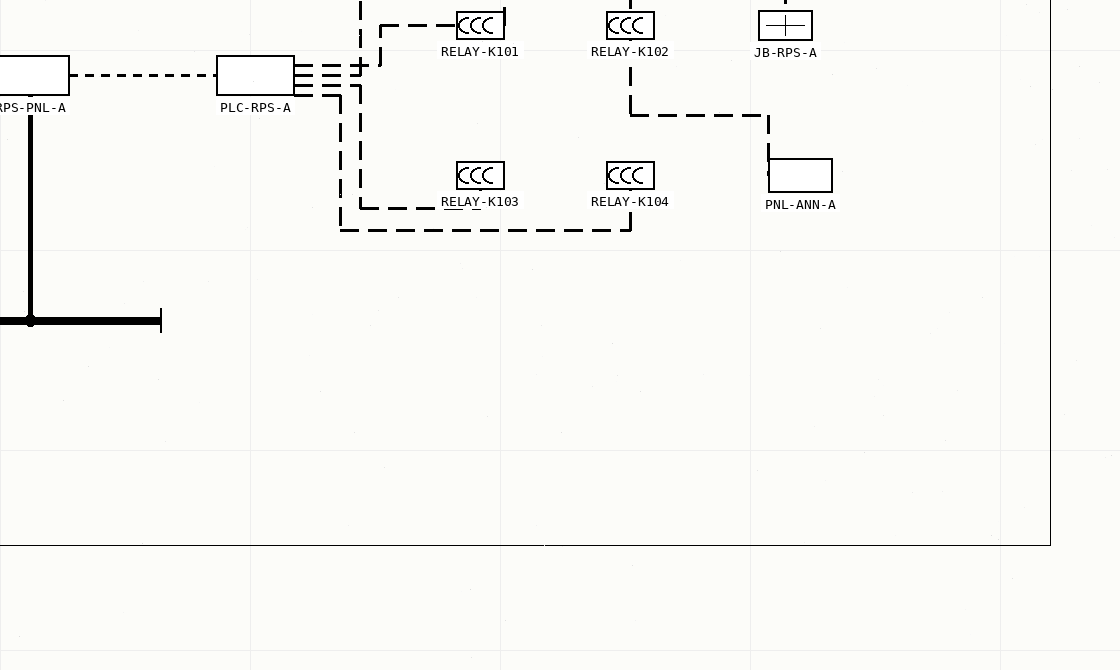 RELAY-K101
RELAY-K102
JB-RPS-A
RPS-PNL-A
PLC-RPS-A
RELAY-K103
RELAY-K104
PNL-ANN-A